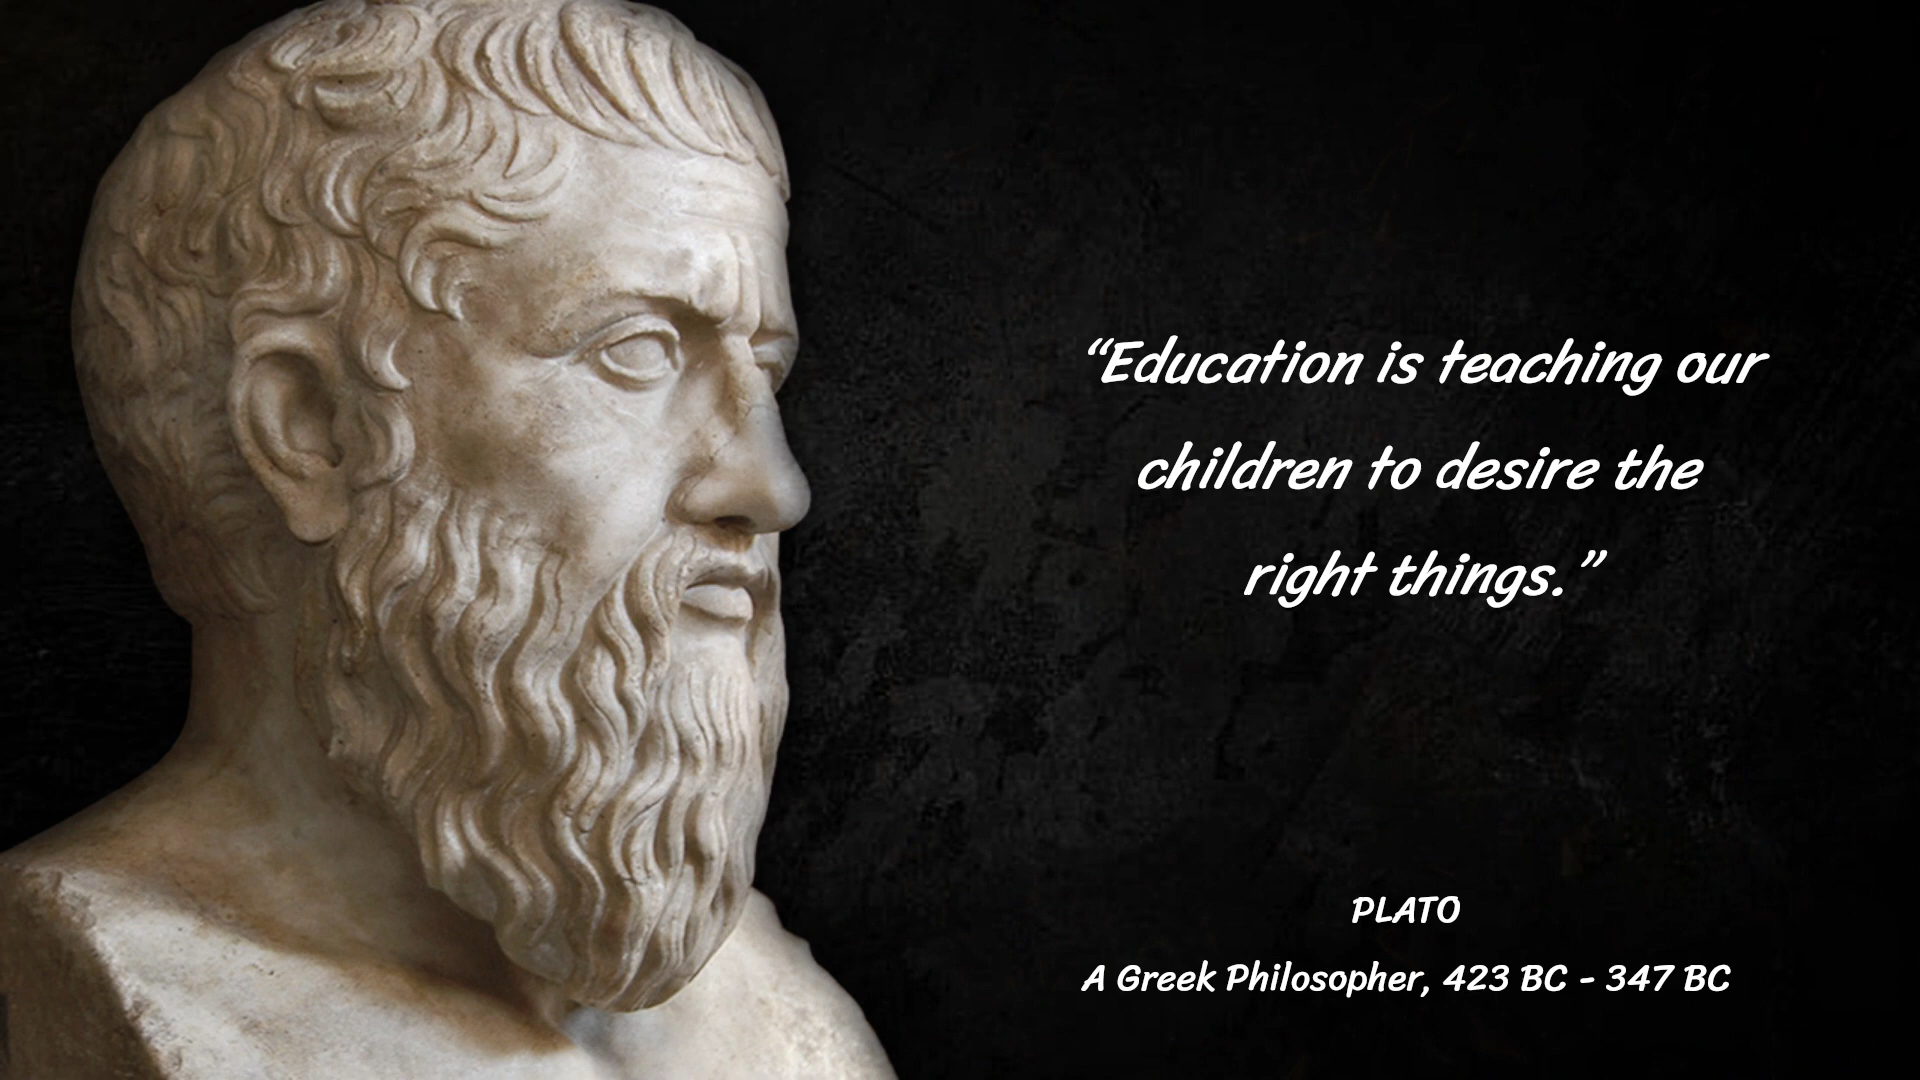 “Education is teaching our
children to desire the
right things.”
PLATO
A Greek Philosopher, 423 BC - 347 BC